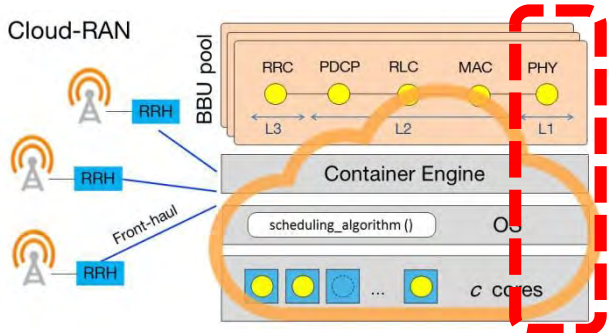 Cloud-RAN
BBU pool
RRC PDCP RLC MAC PHY
L3 L2 L1
RRH
RRH
RRH
Front-haul
Container Engine
scheduling_algorithm () OS
... c cores